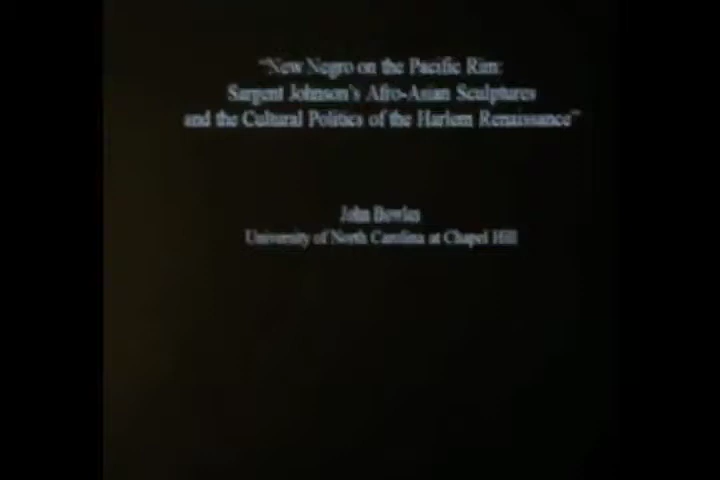 "New Negro on the Pacific Rim:
Sargent Johnson's Afro-Asian Sculptures
and the Cultural Politics of the Harlem Renaissance"
John Bowles
University of North Carolina at Chapel Hill